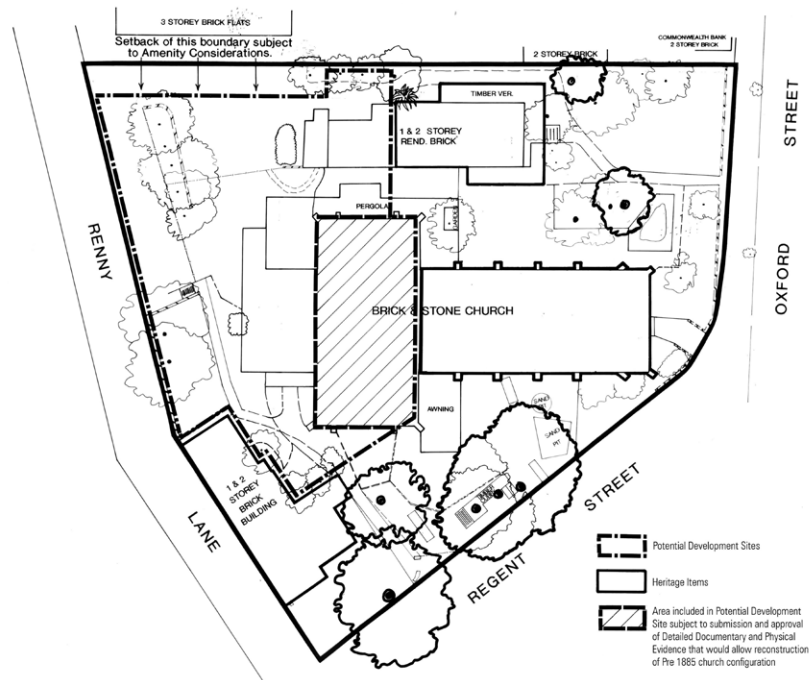 3 STOREY BRICK FLATS
Setback of this boundary subject
to Amenity Considerations.
2 STOREY BRICK
COMMONWEALTH BANK
2 STOREY BRICK
TIMBER VER.
1 & 2 STOREY
REND. BRICK
STREET
OXFORD
RENNY
LANE
PERGOLA
BRICK & STONE CHURCH
AWNING
SAND
PIT
1 & 2
STOREY
BRICK
BUILDING
REGENT
STREET
Potential Development Sites
Heritage Items
Area included in Potential Development
Site subject to submission and approval
of Detailed Documentary and Physical
Evidence that would allow reconstruction
of Pre 1885 church configuration